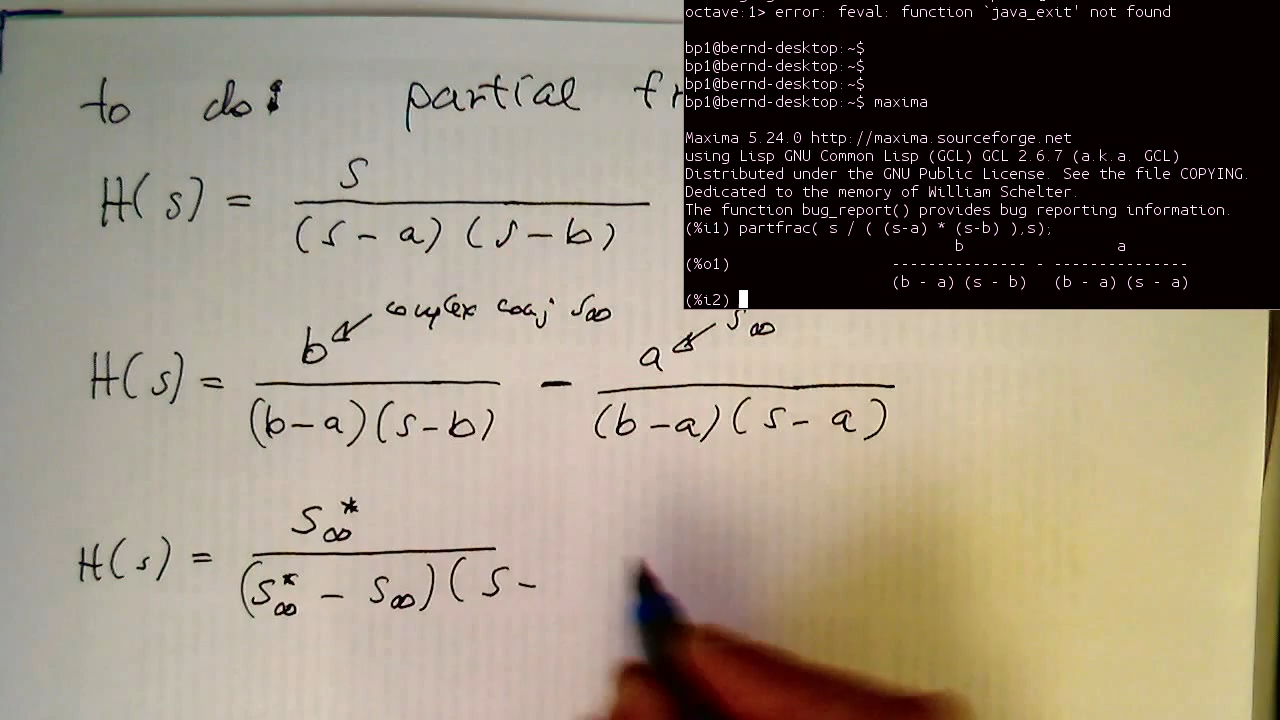 to do: partial fr
H(s) = s / (s-a)(s-b)
H(s) = b / (b-a)(s-b) - a / (b-a)(s-a)
complex conj s∞
s∞
H(s) = s∞* / (s∞* - s∞)(s-
octave:1> error: feval: function `java_exit' not found
bp1@bernd-desktop:~$
bp1@bernd-desktop:~$
bp1@bernd-desktop:~$
bp1@bernd-desktop:~$ maxima
Maxima 5.24.0 http://maxima.sourceforge.net
using Lisp GNU Common Lisp (GCL) GCL 2.6.7 (a.k.a. GCL)
Distributed under the GNU Public License. See the file COPYING.
Dedicated to the memory of William Schelter.
The function bug_report() provides bug reporting information.
(%i1) partfrac( s / ( (s-a) * (s-b) ),s);
b a
(%o1) --------------- - ---------------
(b - a) (s - b) (b - a) (s - a)
(%i2)